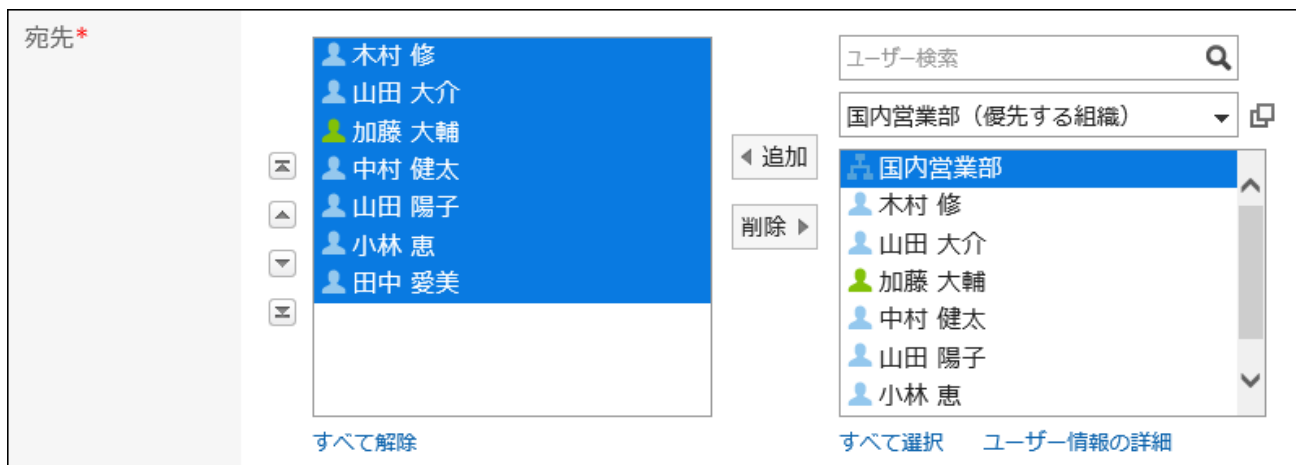 宛先*
木村 修
山田 大介
加藤 大輔
中村 健太
山田 陽子
小林 恵
田中 愛美
すべて解除
追加
削除
ユーザー検索
国内営業部（優先する組織）
国内営業部
木村 修
山田 大介
加藤 大輔
中村 健太
山田 陽子
小林 恵
すべて選択 ユーザー情報の詳細